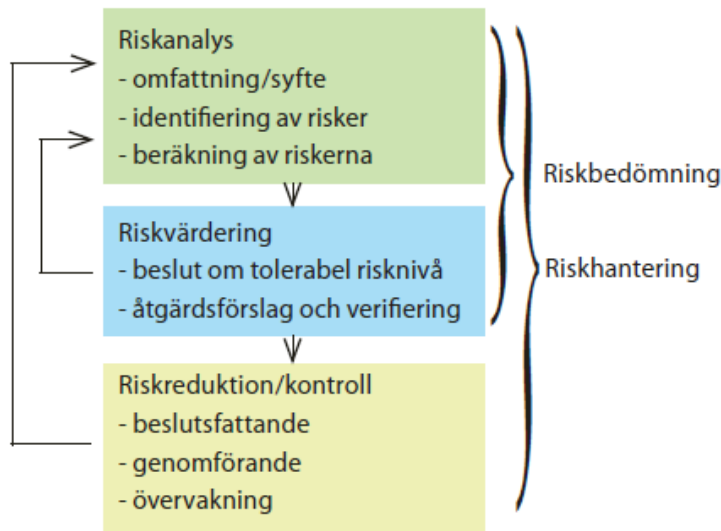 Riskanalys
- omfattning/syfte
- identifiering av risker
- beräkning av riskerna
Riskbedömning
Riskvärdering
- beslut om tolerabel risknivå
- åtgärdsförslag och verifiering
Riskhantering
Riskreduktion/kontroll
- beslutsfattande
- genomförande
- övervakning